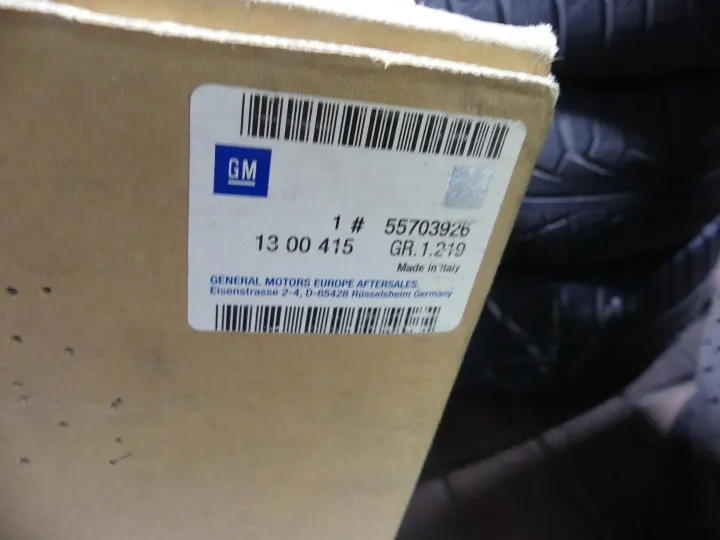 GM
1 # 55703926
13 00 415 GR. 1.219
Made in Italy
GENERAL MOTORS EUROPE AFTERSALES,
Eisenstrasse 2-4, D-65428 Rüsselsheim Germany